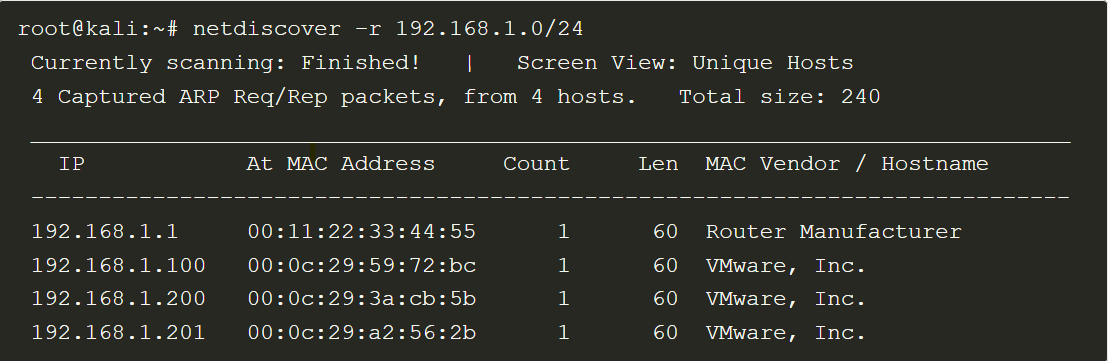 root@kali:~# netdiscover -r 192.168.1.0/24
Currently scanning: Finished!   |   Screen View: Unique Hosts
4 Captured ARP Req/Rep packets, from 4 hosts.   Total size: 240
_____________________________________________________________________________
IP            At MAC Address     Count     Len  MAC Vendor / Hostname
-----------------------------------------------------------------------------
192.168.1.1     00:11:22:33:44:55      1      60  Router Manufacturer
192.168.1.100   00:0c:29:59:72:bc      1      60  VMware, Inc.
192.168.1.200   00:0c:29:3a:cb:5b      1      60  VMware, Inc.
192.168.1.201   00:0c:29:a2:56:2b      1      60  VMware, Inc.